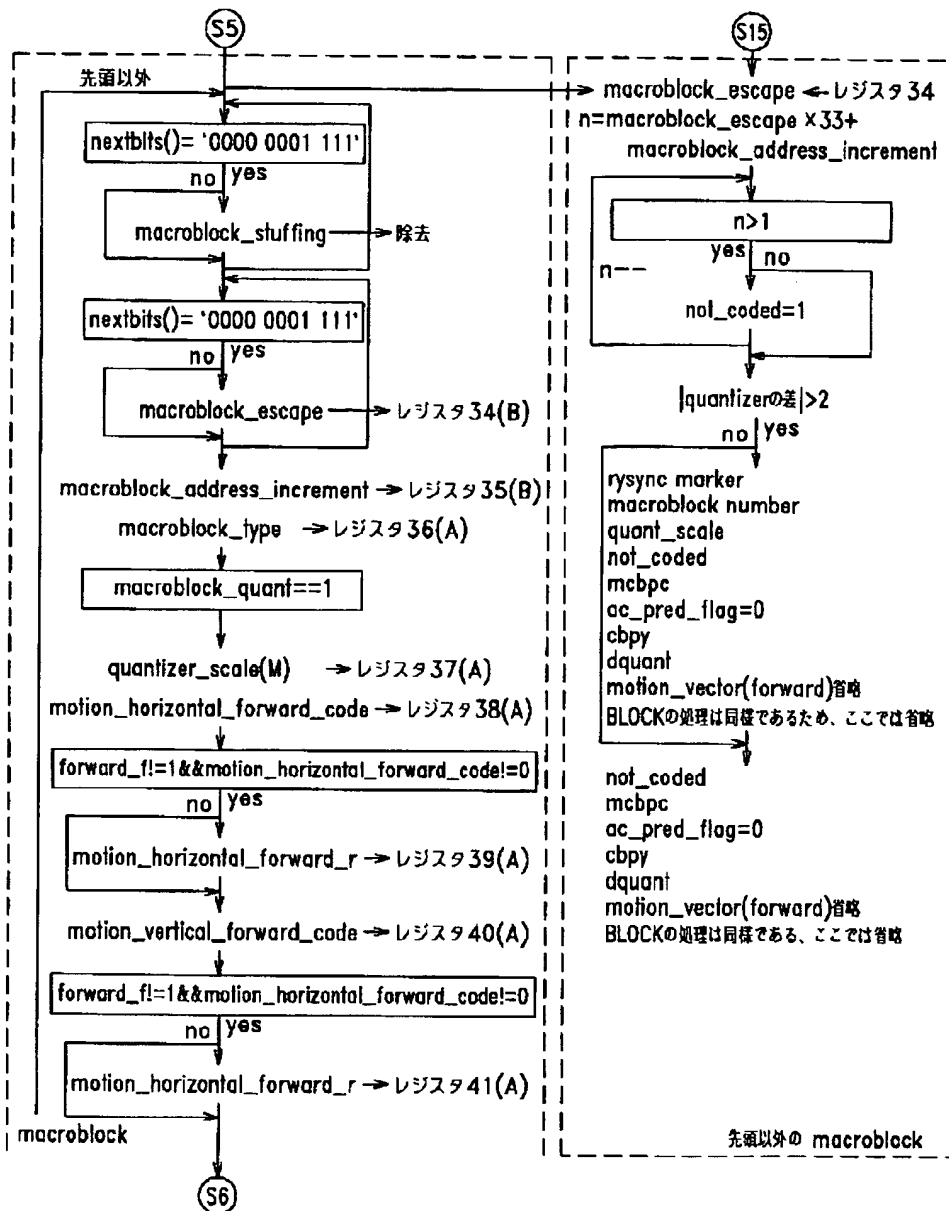 S5
先頭以外
nextbits()= '0000 0001 111'
no
yes
macroblock_stuffing → 除去
nextbits()= '0000 0001 111'
no
yes
macroblock_escape → レジスタ34(B)
macroblock_address_increment → レジスタ35(B)
macroblock_type → レジスタ36(A)
macroblock_quant==1
quantizer_scale(M) → レジスタ37(A)
motion_horizontal_forward_code → レジスタ38(A)
forward_f!=1&&motion_horizontal_forward_code!=0
no
yes
motion_horizontal_forward_r → レジスタ39(A)
motion_vertical_forward_code → レジスタ40(A)
forward_f!=1&&motion_horizontal_forward_code!=0
no
yes
motion_horizontal_forward_r → レジスタ41(A)
macroblock
S6
S15
macroblock_escape ← レジスタ34
n=macroblock_escape ×33+
macroblock_address_increment
n>1
yes
no
n--
not_coded=1
|quantizerの差|>2
no
yes
rysync marker
macroblock number
quant_scale
not_coded
mcbpc
ac_pred_flag=0
cbpy
dquant
motion_vector(forward)省略
BLOCKの処理は同様であるため、ここでは省略
not_coded
mcbpc
ac_pred_flag=0
cbpy
dquant
motion_vector(forward)省略
BLOCKの処理は同様である、ここでは省略
先頭以外の macroblock